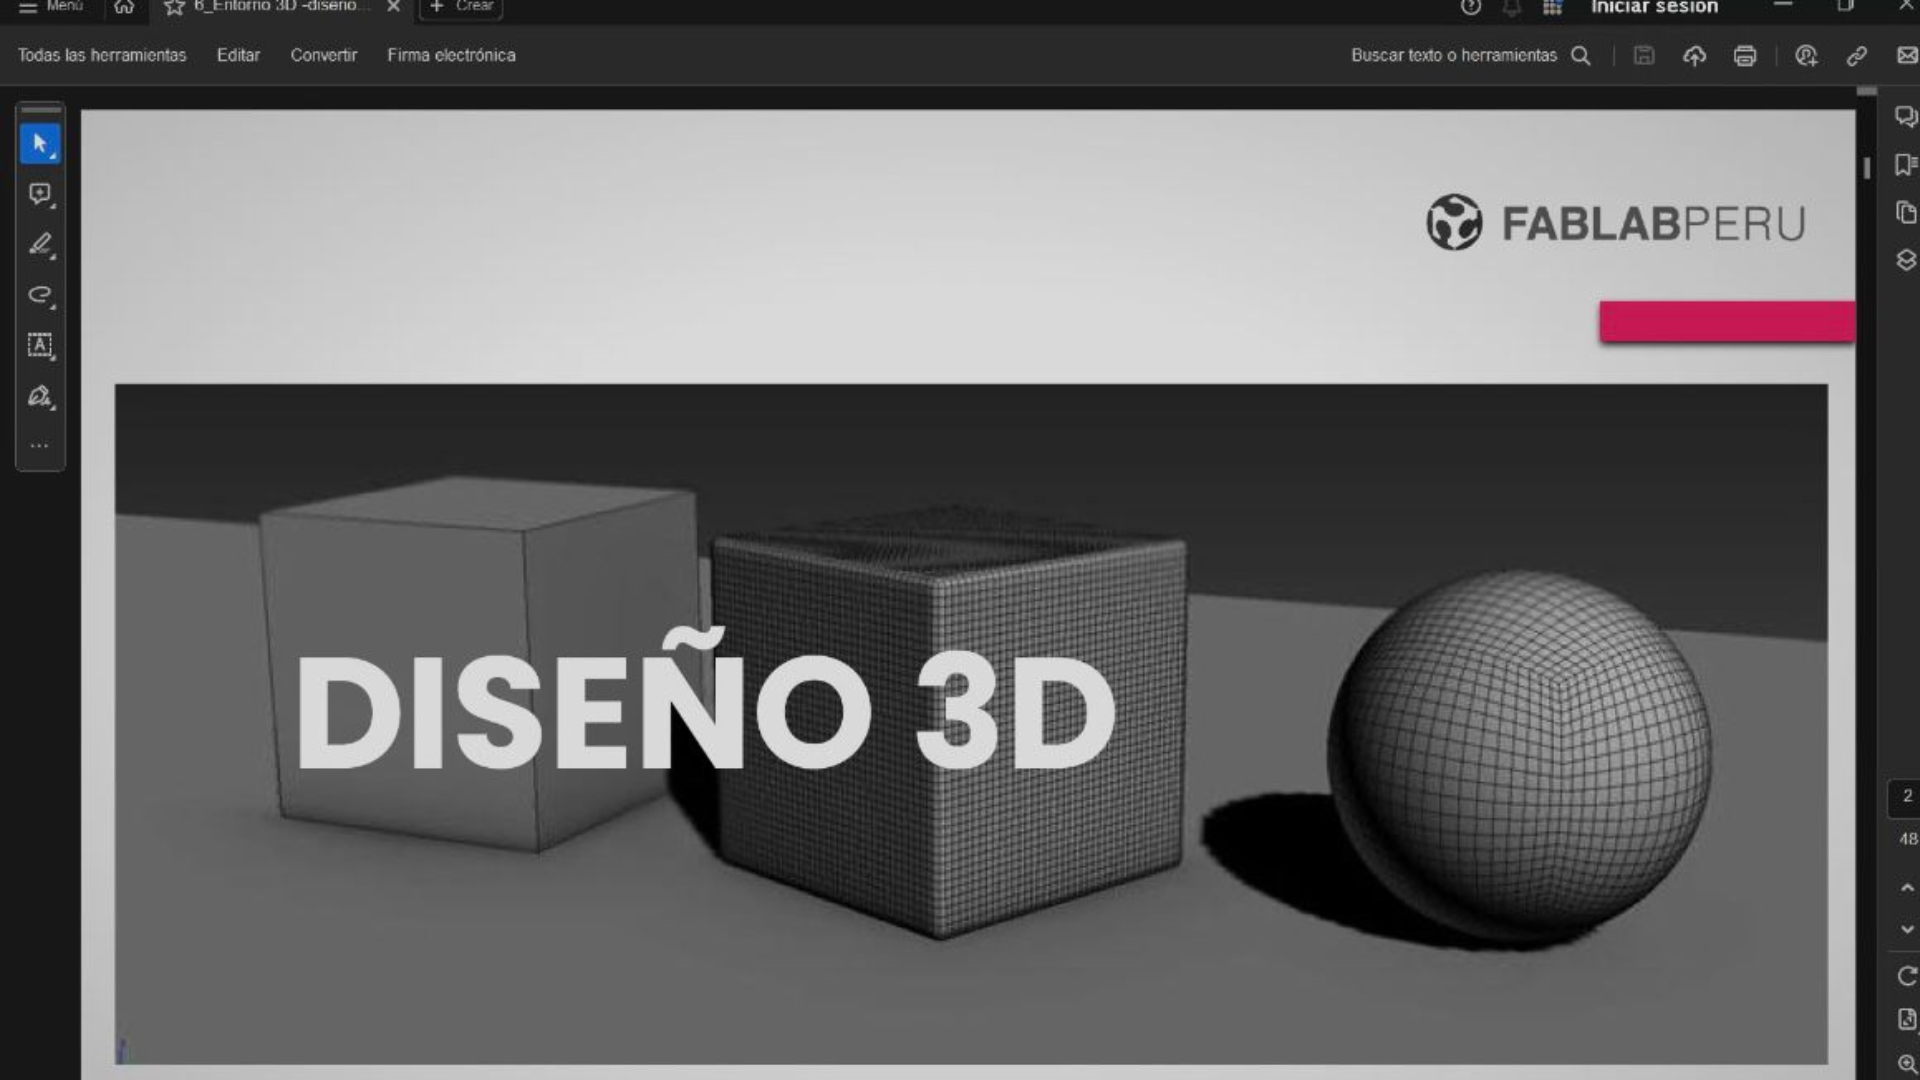 Menú
6_Entorno 3D -diseño...
Crear
Iniciar sesión
Todas las herramientas
Editar
Convertir
Firma electrónica
Buscar texto o herramientas
FABLABPERU
DISEÑO 3D
2
48